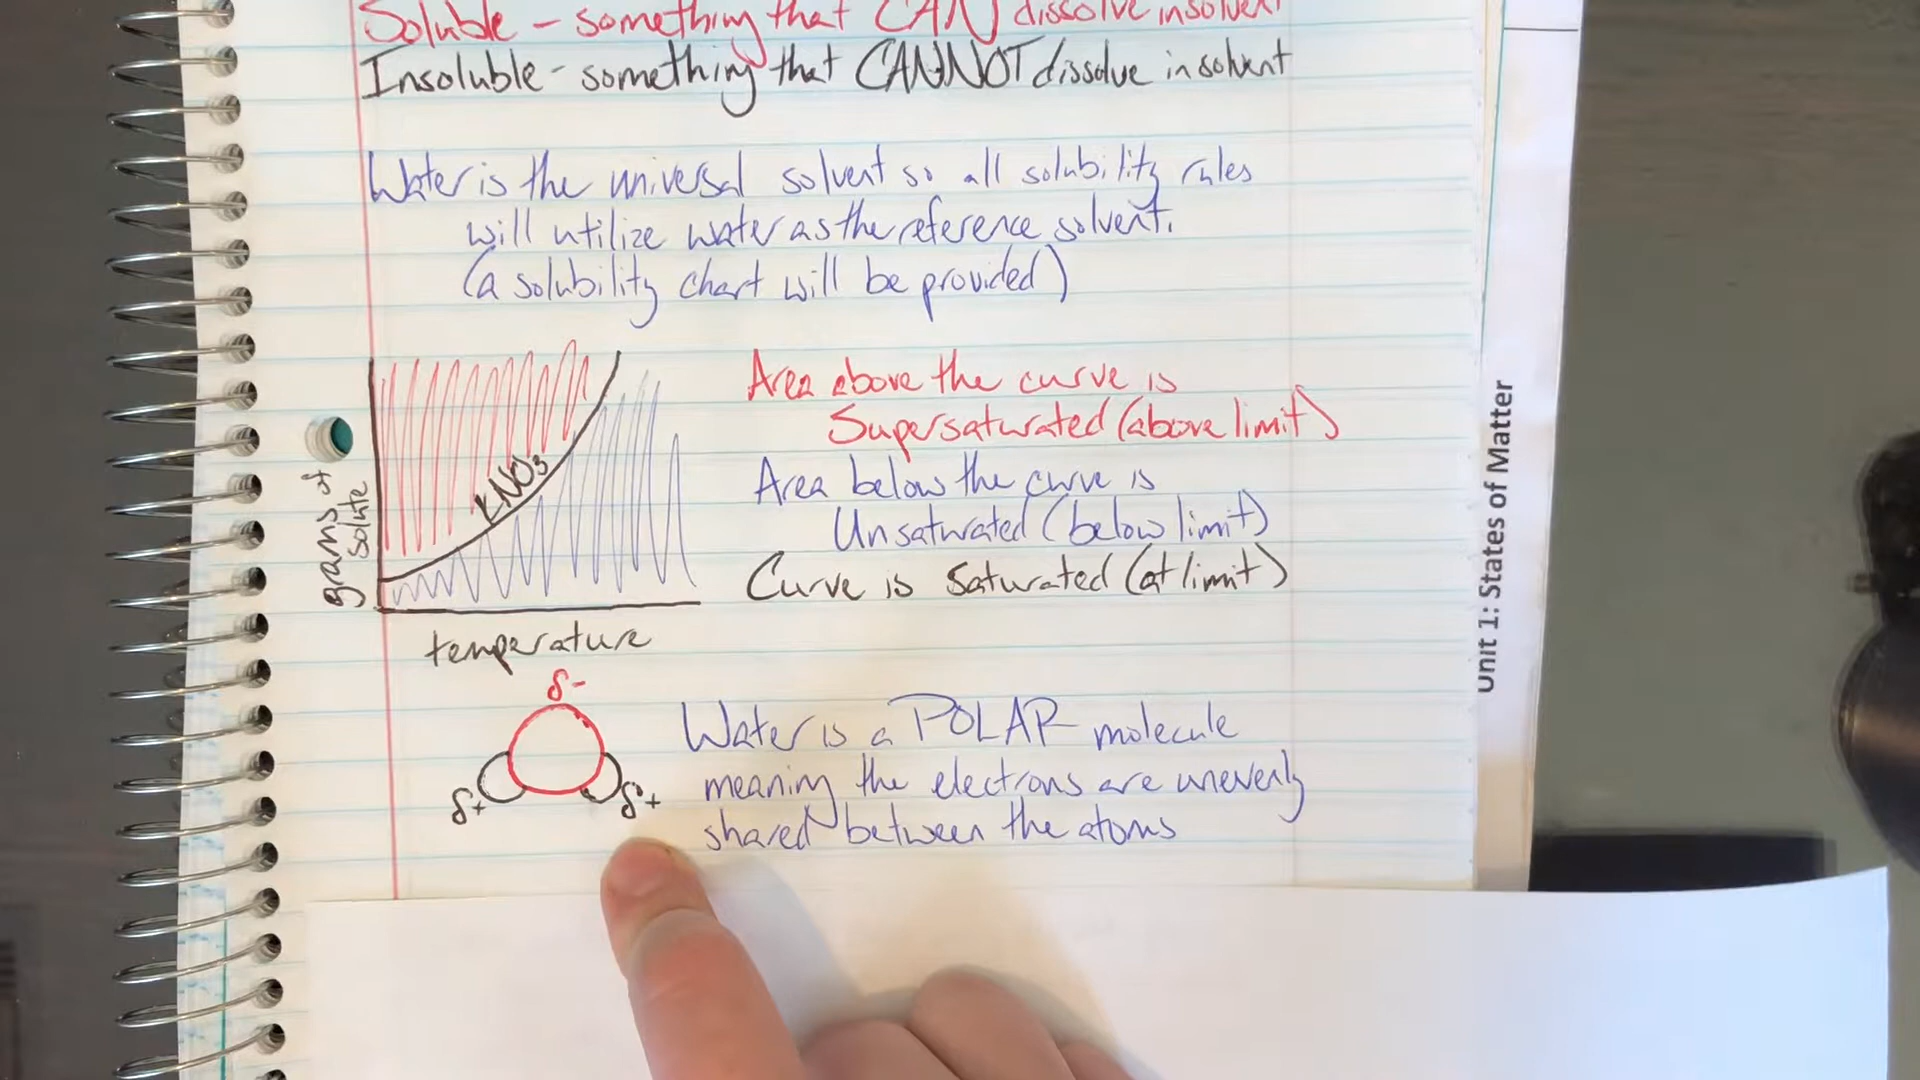 Soluble - something that CAN dissolve in solvent
Insoluble - something that CANNOT dissolve in solvent
Water is the universal solvent so all solubility rules
will utilize water as the reference solvent.
(a solubility chart will be provided)
grams of
solute
KNO3
temperature
Area above the curve is
Supersaturated (above limit)
Area below the curve is
Unsaturated (below limit)
Curve is Saturated (at limit)
δ-
δ+
δ+
Water is a POLAR molecule
meaning the electrons are unevenly
shared between the atoms
Unit 1: States of Matter